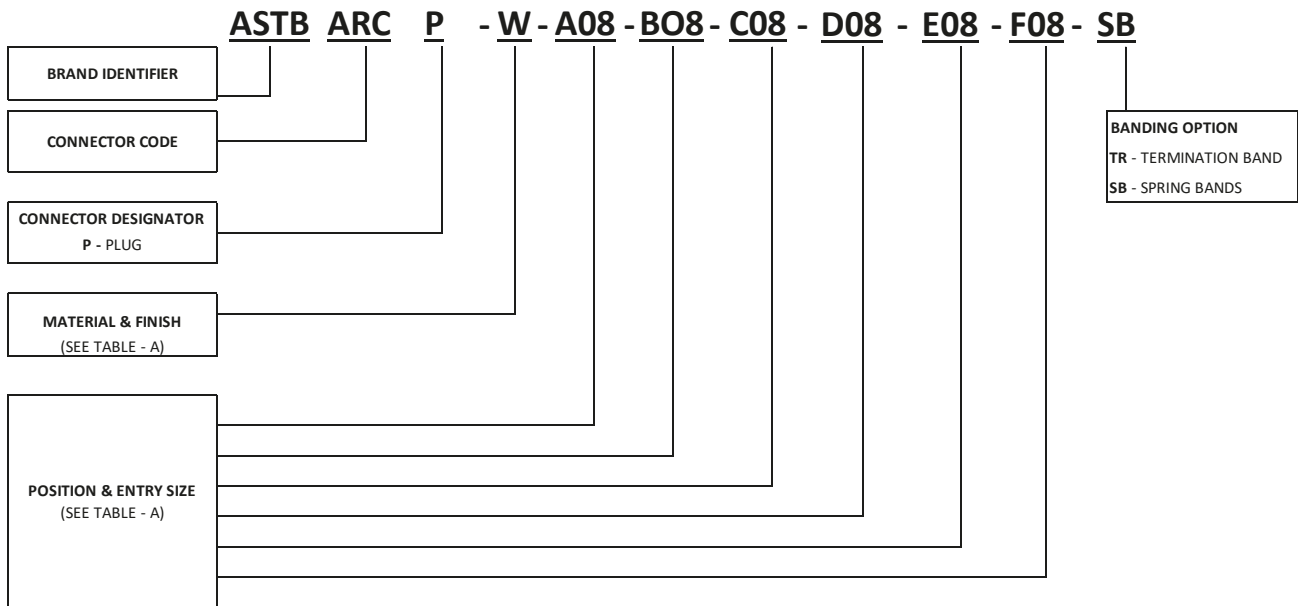 ASTB ARC P - W - A08 - BO8 - C08 - D08 - E08 - F08 - SB
BRAND IDENTIFIER
CONNECTOR CODE
CONNECTOR DESIGNATOR
P - PLUG
MATERIAL & FINISH
(SEE TABLE - A)
POSITION & ENTRY SIZE
(SEE TABLE - A)
BANDING OPTION
TR - TERMINATION BAND
SB - SPRING BANDS